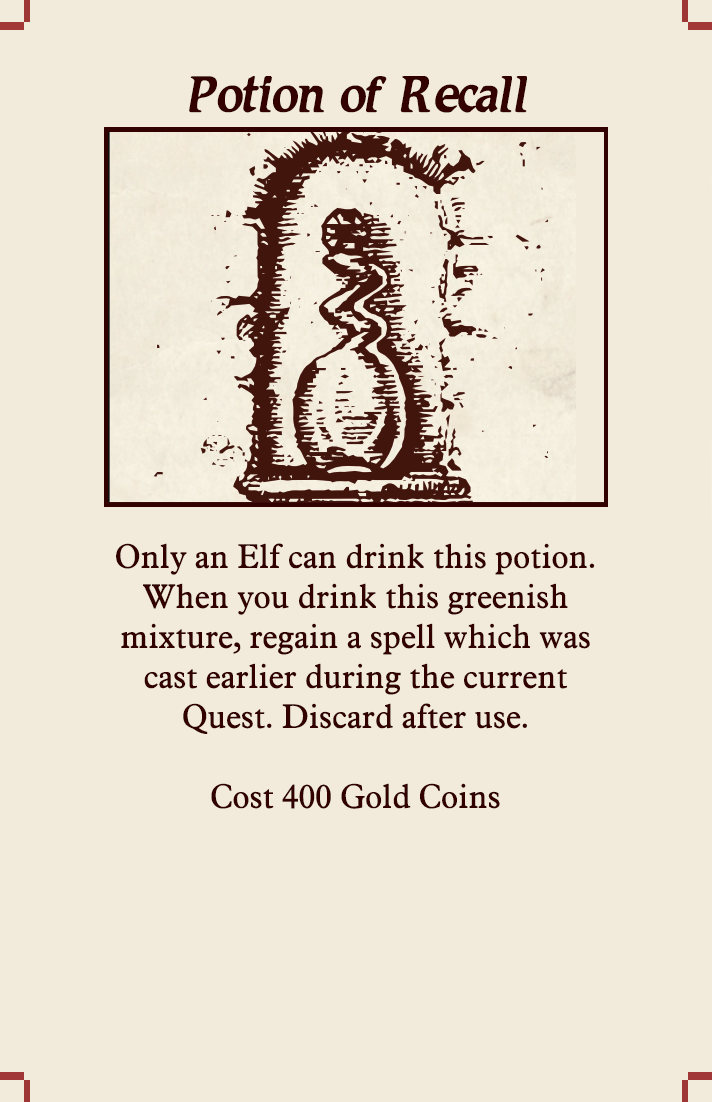 Potion of Recall
Only an Elf can drink this potion.
When you drink this greenish
mixture, regain a spell which was
cast earlier during the current
Quest. Discard after use.
Cost 400 Gold Coins